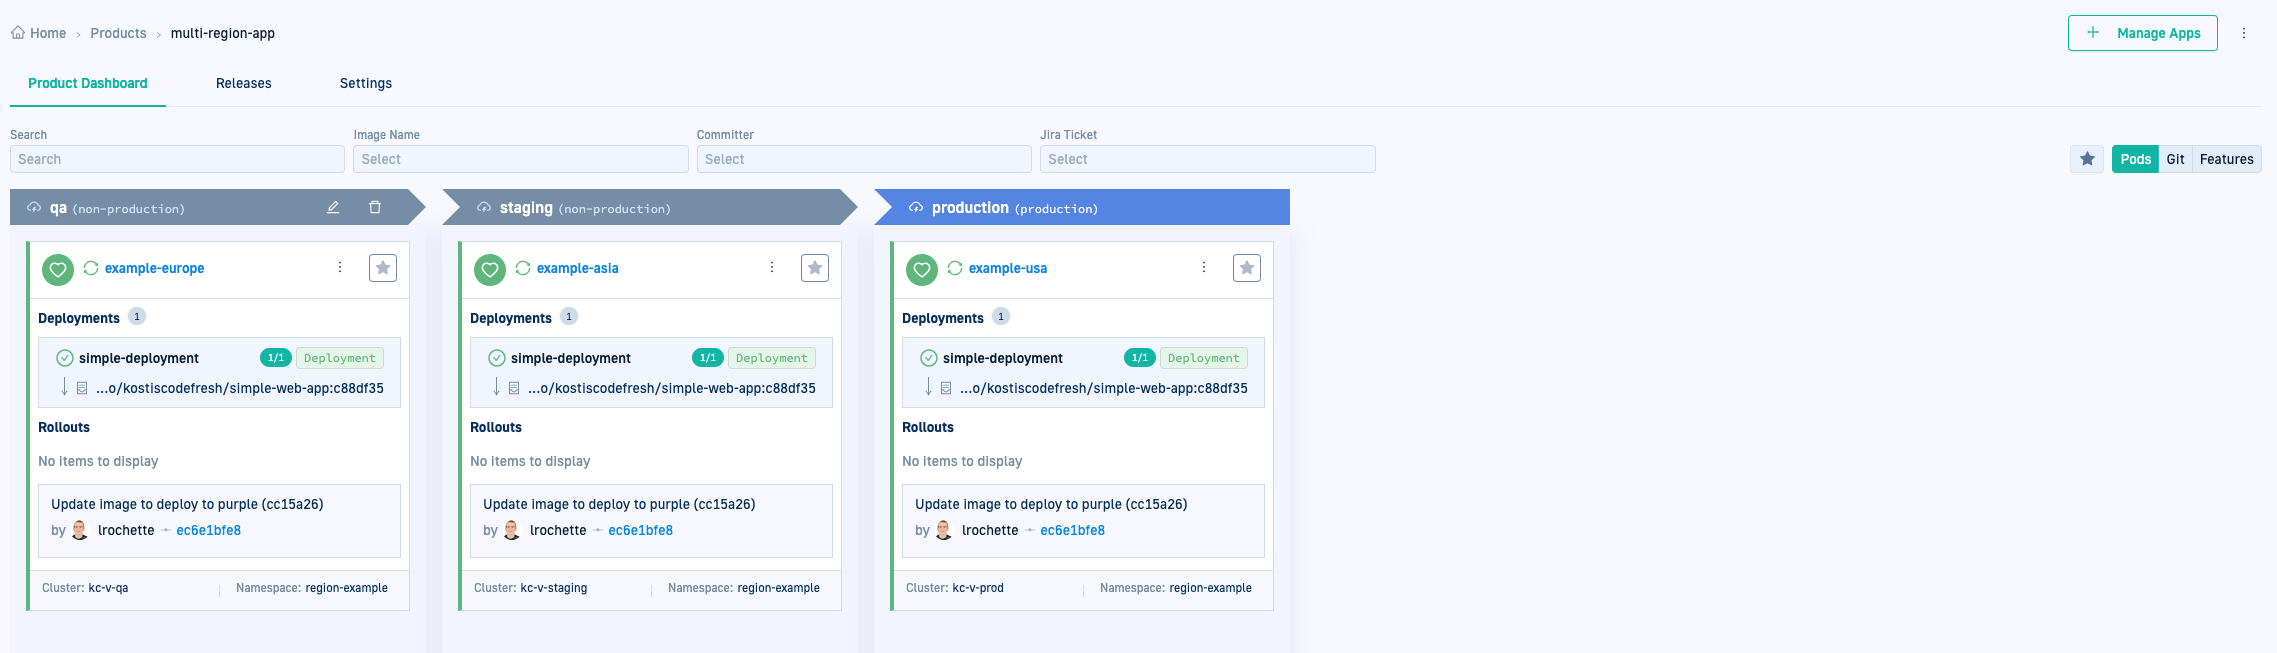 Home > Products > multi-region-app
+ Manage Apps
Product Dashboard Releases Settings
Search Image Name Committer Jira Ticket
Search Select Select Select
Pods Git Features
qa (non-production)
example-europe
Deployments 1
simple-deployment 1/1 Deployment
...o/kostiscodefresh/simple-web-app:c88df35
Rollouts
No items to display
Update image to deploy to purple (cc15a26)
by lrochette ec6e1bfe8
Cluster: kc-v-qa | Namespace: region-example
staging (non-production)
example-asia
Deployments 1
simple-deployment 1/1 Deployment
...o/kostiscodefresh/simple-web-app:c88df35
Rollouts
No items to display
Update image to deploy to purple (cc15a26)
by lrochette ec6e1bfe8
Cluster: kc-v-staging | Namespace: region-example
production (production)
example-usa
Deployments 1
simple-deployment 1/1 Deployment
...o/kostiscodefresh/simple-web-app:c88df35
Rollouts
No items to display
Update image to deploy to purple (cc15a26)
by lrochette ec6e1bfe8
Cluster: kc-v-prod | Namespace: region-example